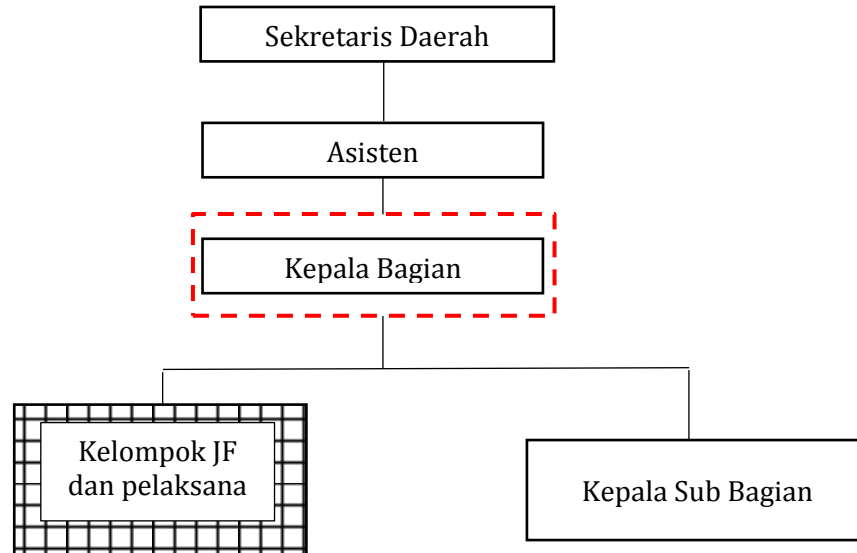 Sekretaris Daerah
Asisten
Kepala Bagian
Kelompok JF
dan pelaksana
Kepala Sub Bagian